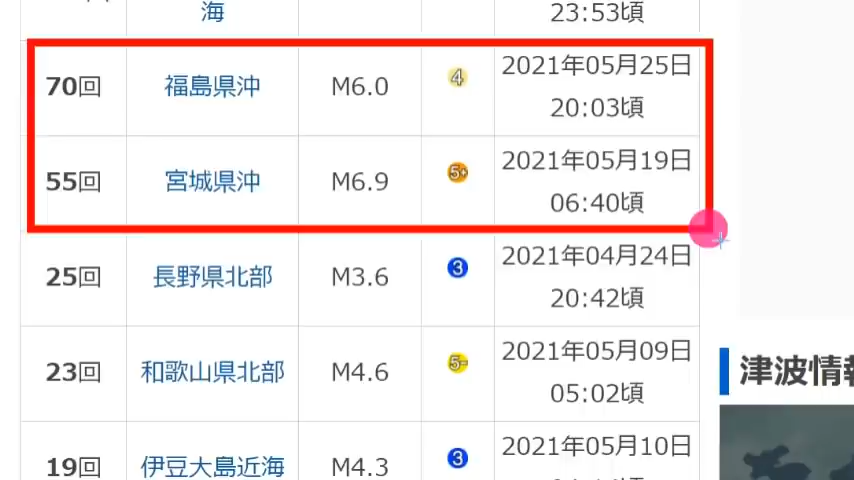 海
23:53頃
70回 福島県沖 M6.0 4 2021年05月25日
20:03頃
55回 宮城県沖 M6.9 5+ 2021年05月19日
06:40頃
25回 長野県北部 M3.6 3 2021年04月24日
20:42頃
23回 和歌山県北部 M4.6 5- 2021年05月09日
05:02頃
津波情報
19回 伊豆大島近海 M4.3 3 2021年05月10日